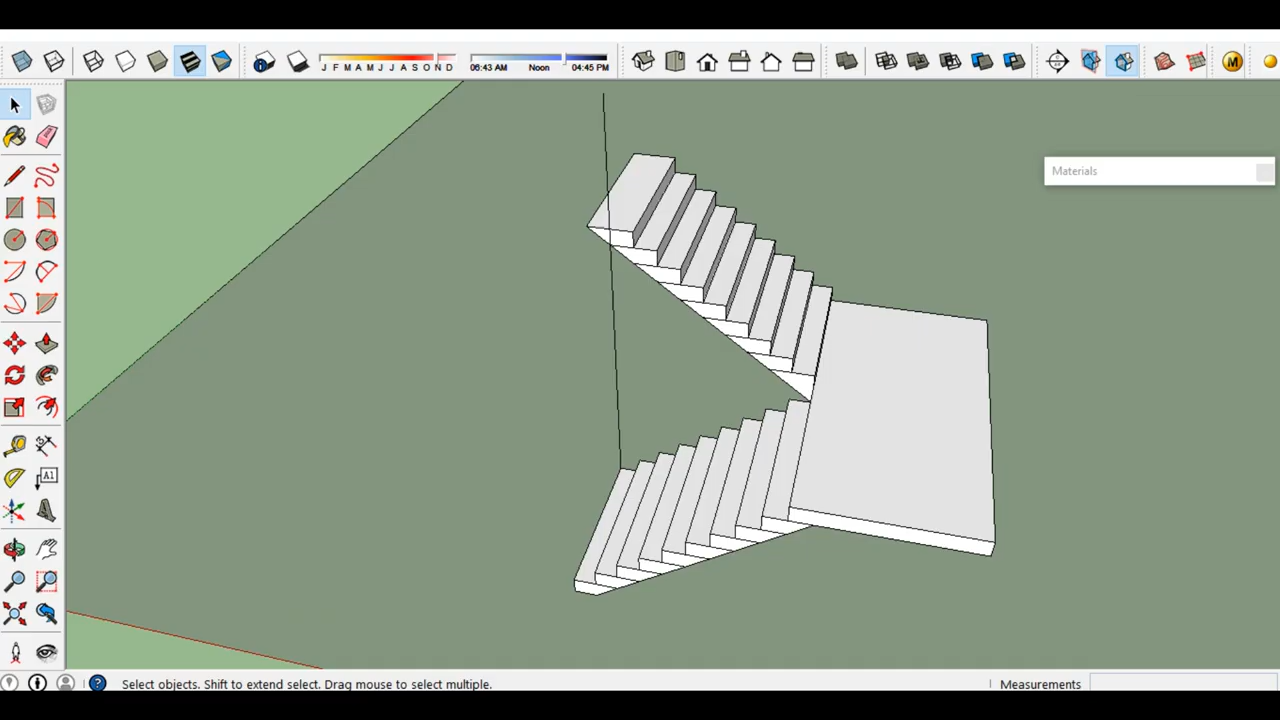 J F M A M J J A S O N D
06:43 AM Noon 04:45 PM
M
Materials
A1
Select objects. Shift to extend select. Drag mouse to select multiple.
Measurements